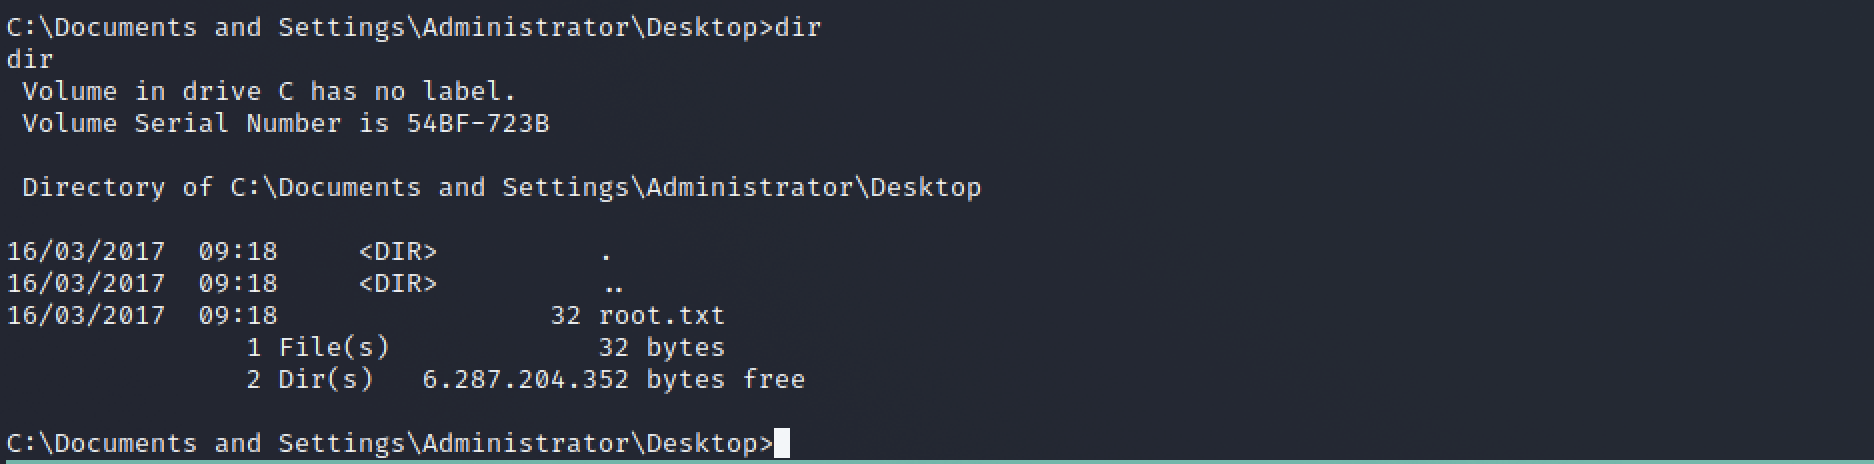 C:\Documents and Settings\Administrator\Desktop>dir
dir
 Volume in drive C has no label.
 Volume Serial Number is 54BF-723B

 Directory of C:\Documents and Settings\Administrator\Desktop

16/03/2017  09:18     <DIR>          .
16/03/2017  09:18     <DIR>          ..
16/03/2017  09:18                 32 root.txt
               1 File(s)             32 bytes
               2 Dir(s)   6.287.204.352 bytes free

C:\Documents and Settings\Administrator\Desktop>